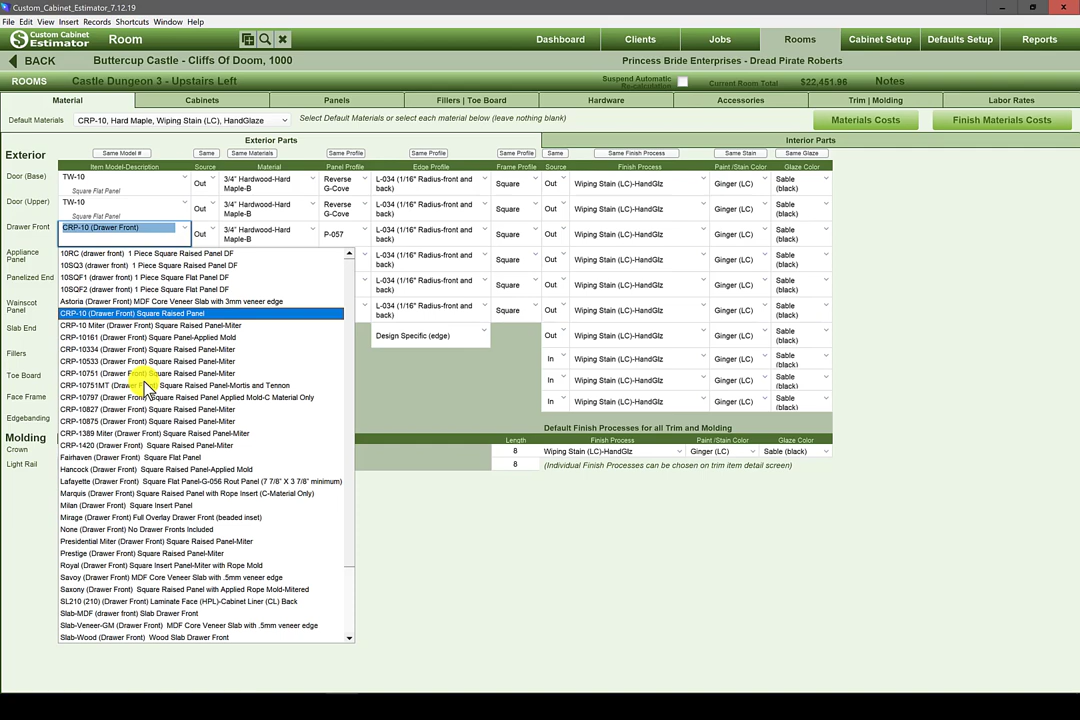 Custom_Cabinet_Estimator_7.12.19
File Edit View Insert Records Shortcuts Window Help
Custom Cabinet Estimator Room Dashboard Clients Jobs Rooms Cabinet Setup Defaults Setup Reports
BACK Buttercup Castle - Cliffs Of Doom, 1000 Princess Bride Enterprises - Dread Pirate Roberts
ROOMS Castle Dungeon 3 - Upstairs Left Suspend Automatic Re-calculation Current Room Total $22,451.96 Notes
Material Cabinets Panels Fillers | Toe Board Hardware Accessories Trim | Molding Labor Rates
Default Materials CRP-10, Hard Maple, Wiping Stain (LC), HandGlaze Select Default Materials or select each material below (leave nothing blank) Materials Costs Finish Materials Costs
Exterior Parts Interior Parts
Exterior Same Model # Same Same Materials Same Profile Same Profile Same Profile Same Same Finish Process Same Stain Same Glaze
Item Model-Description Source Material Panel Profile Edge Profile Frame Profile Source Finish Process Paint /Stain Color Glaze Color
Door (Base) TW-10 Square Flat Panel Out 3/4" Hardwood-Hard Maple-B Reverse G-Cove L-034 (1/16" Radius-front and back) Square Out Wiping Stain (LC)-HandGlz Ginger (LC) Sable (black)
Door (Upper) TW-10 Square Flat Panel Out 3/4" Hardwood-Hard Maple-B Reverse G-Cove L-034 (1/16" Radius-front and back) Square Out Wiping Stain (LC)-HandGlz Ginger (LC) Sable (black)
Drawer Front CRP-10 (Drawer Front) Out 3/4" Hardwood-Hard Maple-B P-057 L-034 (1/16" Radius-front and back) Square Out Wiping Stain (LC)-HandGlz Ginger (LC) Sable (black)
Appliance Panel L-034 (1/16" Radius-front and back) Square Out Wiping Stain (LC)-HandGlz Ginger (LC) Sable (black)
Panelized End L-034 (1/16" Radius-front and back) Square Out Wiping Stain (LC)-HandGlz Ginger (LC) Sable (black)
Wainscot Panel L-034 (1/16" Radius-front and back) Square Out Wiping Stain (LC)-HandGlz Ginger (LC) Sable (black)
Slab End Design Specific (edge) Out Wiping Stain (LC)-HandGlz Ginger (LC) Sable (black)
Fillers In Wiping Stain (LC)-HandGlz Ginger (LC) Sable (black)
Toe Board In Wiping Stain (LC)-HandGlz Ginger (LC) Sable (black)
Face Frame In Wiping Stain (LC)-HandGlz Ginger (LC) Sable (black)
Edgebanding
Default Finish Processes for all Trim and Molding
Molding Length Finish Process Paint /Stain Color Glaze Color
Crown 8 Wiping Stain (LC)-HandGlz Ginger (LC) Sable (black)
Light Rail 8 (Individual Finish Processes can be chosen on trim item detail screen)
10RC (drawer front) 1 Piece Square Raised Panel DF
10SQ3 (drawer front) 1 Piece Square Raised Panel DF
10SQF1 (drawer front) 1 Piece Square Flat Panel DF
10SQF2 (drawer front) 1 Piece Square Flat Panel DF
Astoria (Drawer Front) MDF Core Veneer Slab with 3mm veneer edge
CRP-10 (Drawer Front) Square Raised Panel
CRP-10 Miter (Drawer Front) Square Raised Panel-Miter
CRP-10161 (Drawer Front) Square Panel-Applied Mold
CRP-10334 (Drawer Front) Square Raised Panel-Miter
CRP-10533 (Drawer Front) Square Raised Panel-Miter
CRP-10751 (Drawer Front) Square Raised Panel-Miter
CRP-10751MT (Drawer Front) Square Raised Panel-Mortis and Tennon
CRP-10797 (Drawer Front) Square Raised Panel Applied Mold-C Material Only
CRP-10827 (Drawer Front) Square Raised Panel-Miter
CRP-10875 (Drawer Front) Square Raised Panel-Miter
CRP-1389 Miter (Drawer Front) Square Raised Panel-Miter
CRP-1420 (Drawer Front) Square Raised Panel-Miter
Fairhaven (Drawer Front) Square Flat Panel
Hancock (Drawer Front) Square Raised Panel-Applied Mold
Lafayette (Drawer Front) Square Flat Panel-G-056 Rout Panel (7 7/8" X 3 7/8" minimum)
Marquis (Drawer Front) Square Raised Panel with Rope Insert (C-Material Only)
Milan (Drawer Front) Square Insert Panel
Mirage (Drawer Front) Full Overlay Drawer Front (beaded inset)
None (Drawer Front) No Drawer Fronts Included
Presidential Miter (Drawer Front) Square Raised Panel-Miter
Prestige (Drawer Front) Square Raised Panel-Miter
Royal (Drawer Front) Square Insert Panel-Miter with Rope Mold
Savoy (Drawer Front) MDF Core Veneer Slab with .5mm veneer edge
Saxony (Drawer Front) Square Raised Panel with Applied Rope Mold-Mitered
SL210 (210) (Drawer Front) Laminate Face (HPL)-Cabinet Liner (CL) Back
Slab-MDF (drawer front) Slab Drawer Front
Slab-Veneer-GM (Drawer Front) MDF Core Veneer Slab with .5mm veneer edge
Slab-Wood (Drawer Front) Wood Slab Drawer Front